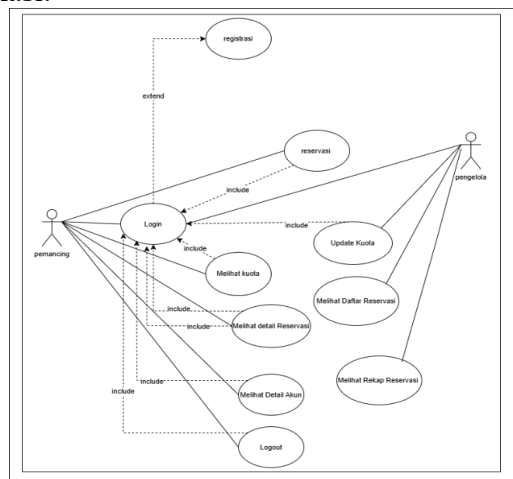 registrasi
extend
reservasi
pengelola
include
Login
include
pemancing
Update Kuota
include
Melihat kuota
Melihat Daftar Reservasi
include
Melihat detail Reservasi
include
Melihat Rekap Reservasi
include
Melihat Detail Akun
include
Logout